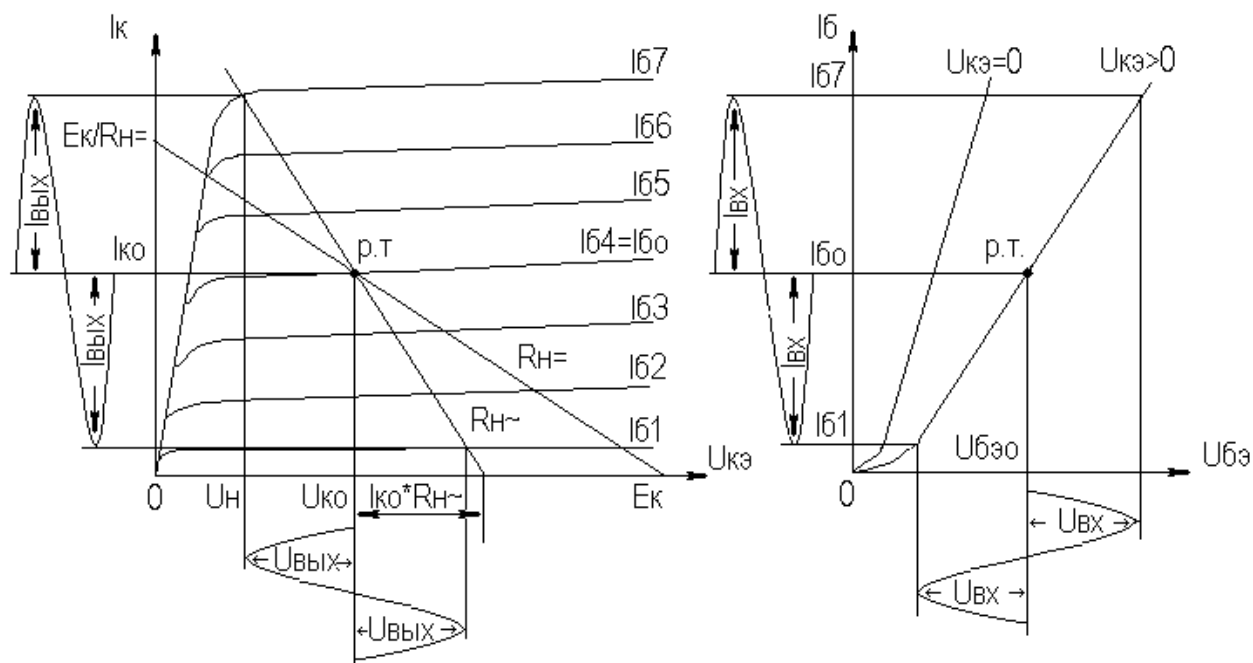 Iк
Iб7
Iб6
Eк/Rн=
Iб5
Iвых
Iко
р.т
Iб4=Iбо
Iб3
Iвых
Rн=
Iб2
Rн~
Iб1
Uкэ
0
Uн
Uко
Iко*Rн~
Eк
Uвых
Uвых
Iб
Uкэ=0
Uкэ>0
Iб7
Iвх
Iбо
р.т.
Iвх
Iб1
Uбэо
Uбэ
0
Uвх
Uвх